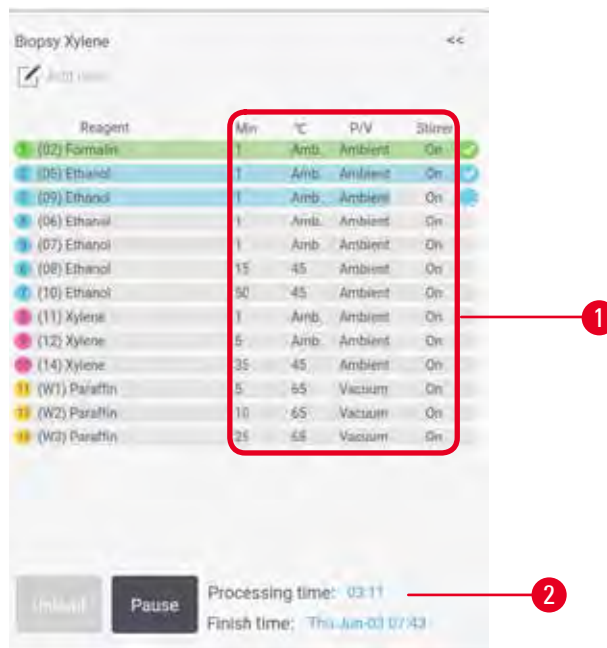 Biopsy Xylene <<
Add note
Reagent Min °C P/V Stirrer
1 (02) Formalin 1 Amb. Ambient On
2 (05) Ethanol 1 Amb. Ambient On
3 (09) Ethanol 1 Amb. Ambient On
4 (06) Ethanol 1 Amb. Ambient On
5 (07) Ethanol 1 Amb. Ambient On
6 (08) Ethanol 15 45 Ambient On
7 (10) Ethanol 50 45 Ambient On
8 (11) Xylene 1 Amb. Ambient On
9 (12) Xylene 5 Amb. Ambient On
10 (14) Xylene 35 45 Ambient On
11 (W1) Paraffin 5 65 Vacuum On
12 (W2) Paraffin 10 65 Vacuum On
13 (W3) Paraffin 25 65 Vacuum On
1
Unload Pause
Processing time: 03:11
2
Finish time: Thu Jun-03 07:43